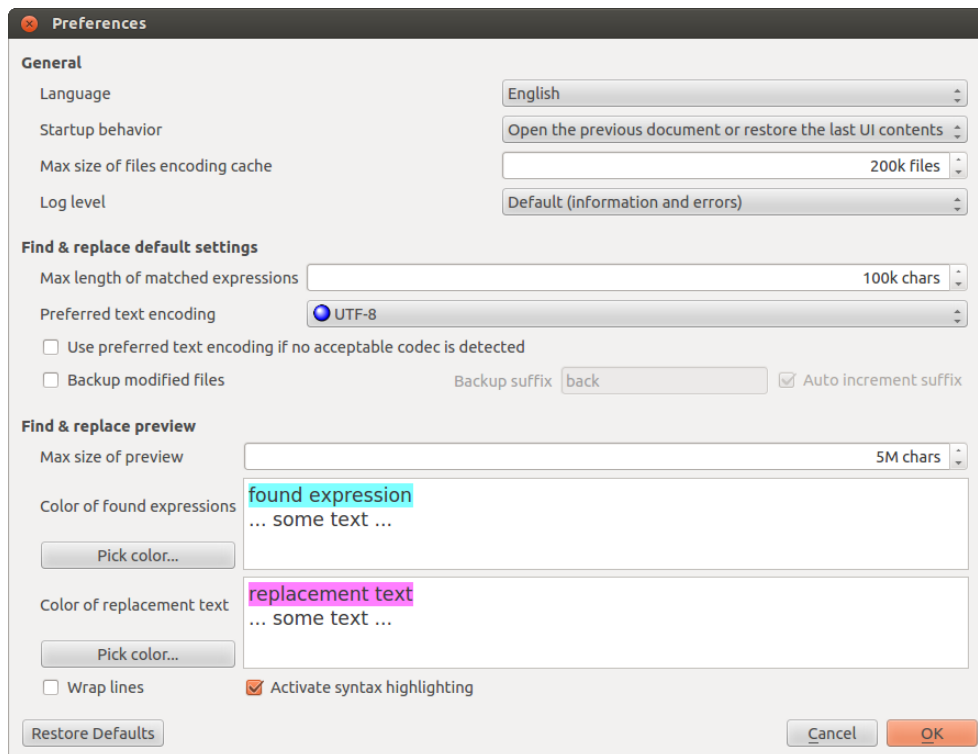 Preferences
General
Language English
Startup behavior Open the previous document or restore the last UI contents
Max size of files encoding cache 200k files
Log level Default (information and errors)
Find & replace default settings
Max length of matched expressions 100k chars
Preferred text encoding UTF-8
Use preferred text encoding if no acceptable codec is detected
Backup modified files Backup suffix back Auto increment suffix
Find & replace preview
Max size of preview 5M chars
Color of found expressions found expression
... some text ...
Pick color...
Color of replacement text replacement text
... some text ...
Pick color...
Wrap lines Activate syntax highlighting
Restore Defaults Cancel OK